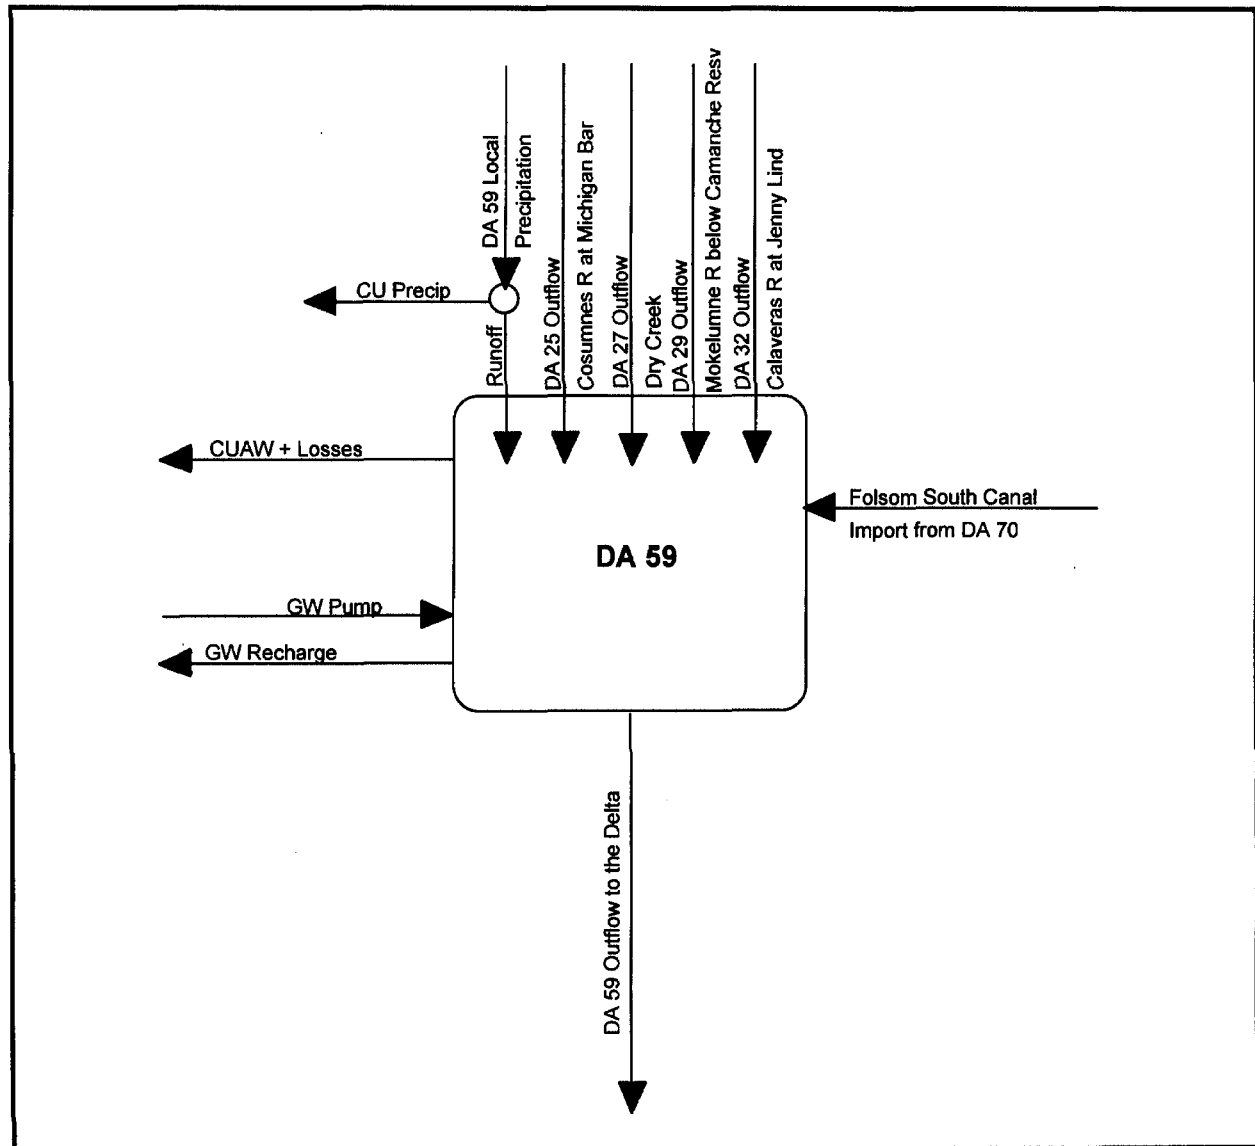 DA 59 Local
Precipitation
CU Precip
Runoff
DA 25 Outflow
Cosumnes R at Michigan Bar
DA 27 Outflow
Dry Creek
DA 29 Outflow
Mokelumne R below Camanche Resv
DA 32 Outflow
Calaveras R at Jenny Lind
CUAW + Losses
Folsom South Canal
Import from DA 70
DA 59
GW Pump
GW Recharge
DA 59 Outflow to the Delta